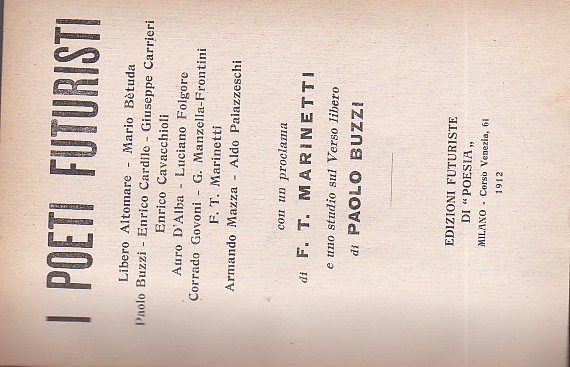 I POETI FUTURISTI
Libero Altomare - Mario Bètuda
Paolo Buzzi - Enrico Cardile - Giuseppe Carrieri
Enrico Cavacchioli
Auro D'Alba - Luciano Folgore
Corrado Govoni - G. Manzella-Frontini
F. T. Marinetti
Armando Mazza - Aldo Palazzeschi
con un proclama
di F. T. MARINETTI
e uno studio sul Verso libero
di PAOLO BUZZI
EDIZIONI FUTURISTE
DI "POESIA„
MILANO - Corso Venezia, 61
1912